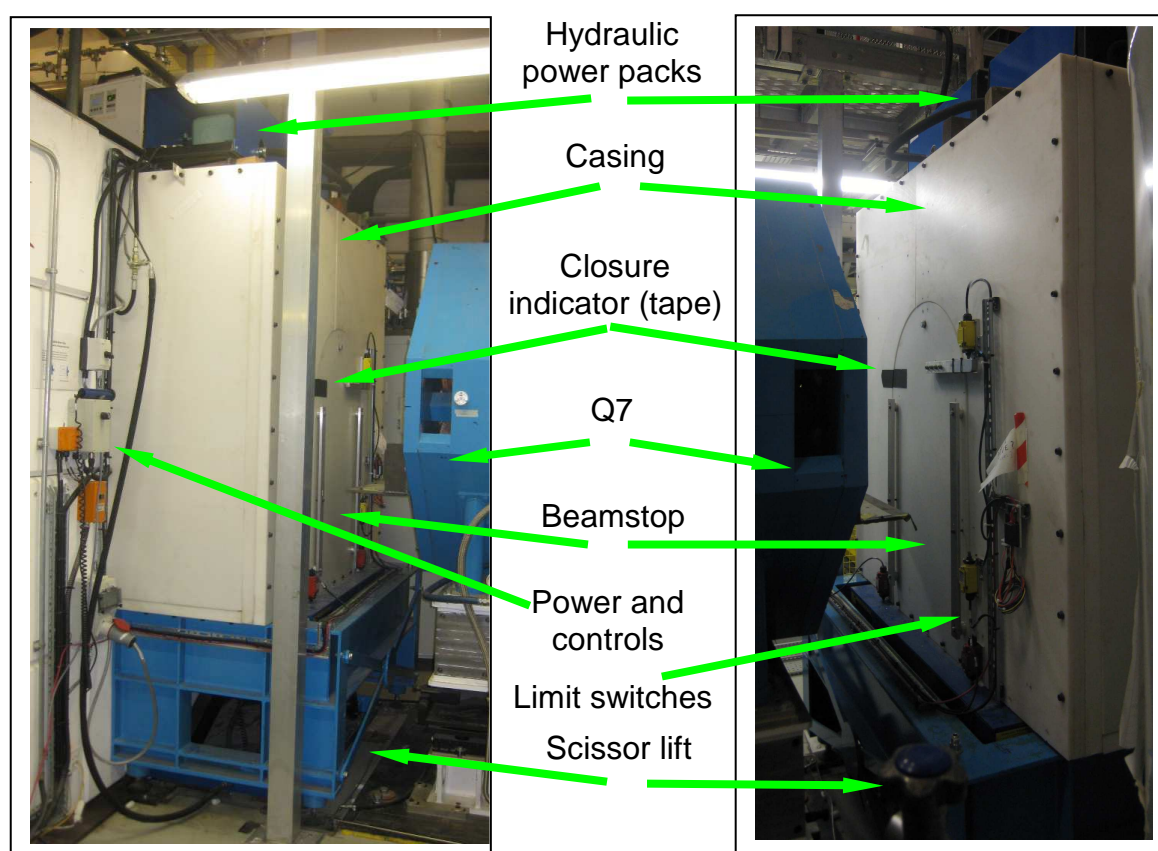 Hydraulic
power packs
Casing
Closure
indicator (tape)
Q7
Beamstop
Power and
controls
Limit switches
Scissor lift